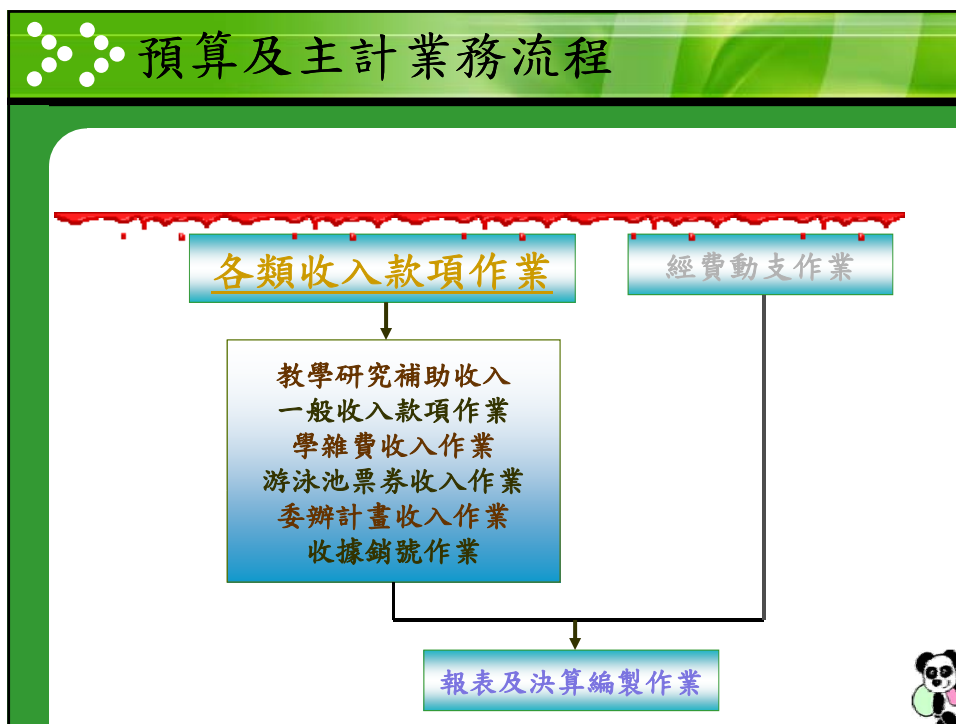 預算及主計業務流程
各類收入款項作業
經費動支作業
教學研究補助收入
一般收入款項作業
學雜費收入作業
游泳池票券收入作業
委辦計畫收入作業
收據銷號作業
報表及決算編製作業